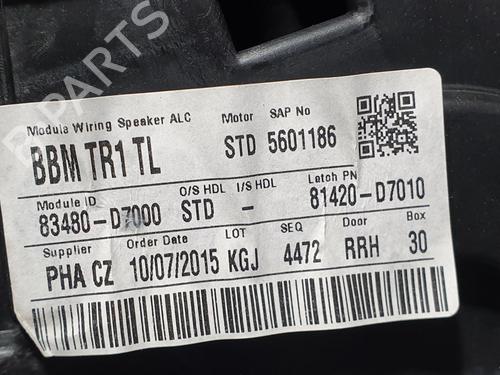 B-PARTS
Module Wiring Speaker ALC Motor SAP No
BBM TR1 TL STD 5601186
Module ID O/S HDL I/S HDL Latch PN
83480-D7000 STD - 81420-D7010
Supplier Order Date LOT SEQ Door Box
PHA CZ 10/07/2015 KGJ 4472 RRH 30